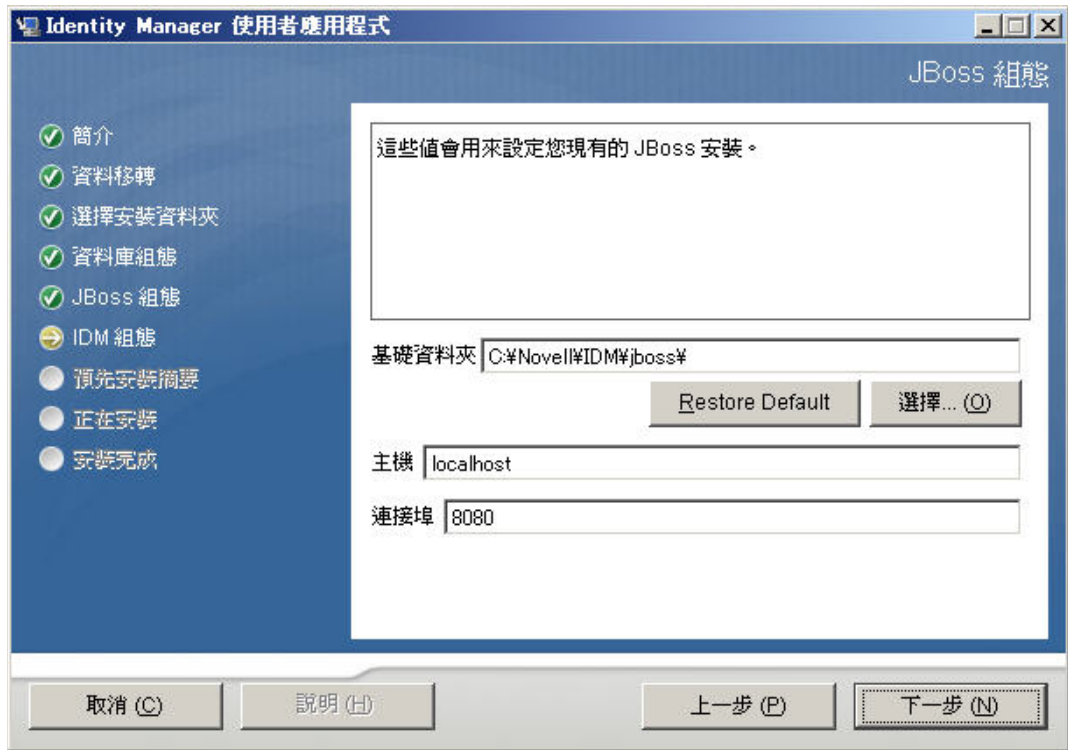 Identity Manager 使用者應用程式
JBoss 組態
簡介
資料移轉
選擇安裝資料夾
資料庫組態
JBoss 組態
IDM 組態
預先安裝摘要
正在安裝
安裝完成
這些值會用來設定您現有的 JBoss 安裝。
基礎資料夾 C:¥Novell¥IDM¥jboss¥
Restore Default 選擇... (O)
主機 localhost
連接埠 8080
取消 (C) 說明 (H) 上一步 (P) 下一步 (N)